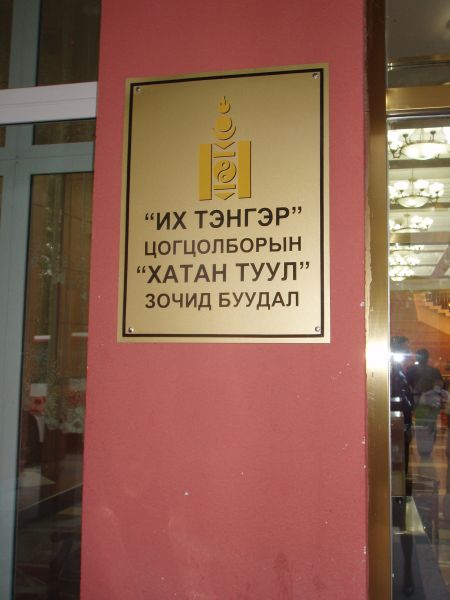 “ИХ ТЭНГЭР”
ЦОГЦОЛБОРЫН
“ХАТАН ТУУЛ”
ЗОЧИД БУУДАЛ